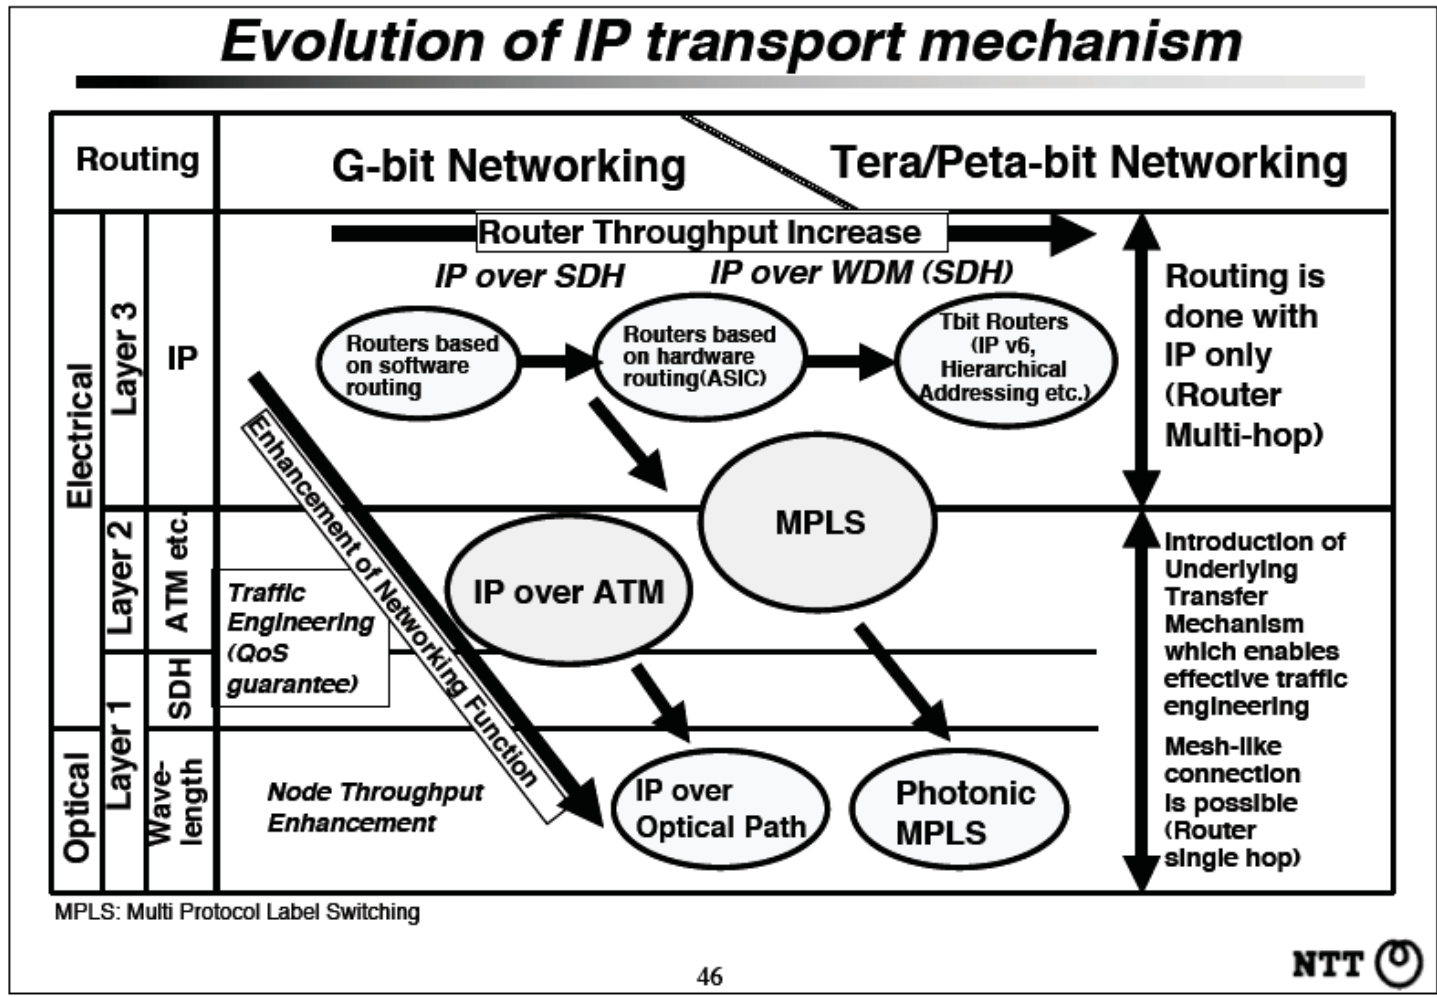 Evolution of IP transport mechanism
Routing
G-bit Networking
Tera/Peta-bit Networking
Router Throughput Increase
IP over SDH
IP over WDM (SDH)
Electrical
Layer 3
IP
Routers based
on software
routing
Routers based
on hardware
routing(ASIC)
Tbit Routers
(IP v6,
Hierarchical
Addressing etc.)
Routing is
done with
IP only
(Router
Multi-hop)
Enhancement of Networking Function
MPLS
Layer 2
ATM etc.
IP over ATM
Traffic
Engineering
(QoS
guarantee)
Introduction of
Underlying
Transfer
Mechanism
which enables
effective traffic
engineering
Layer 1
SDH
Optical
Wave-
length
Node Throughput
Enhancement
IP over
Optical Path
Photonic
MPLS
Mesh-like
connection
is possible
(Router
single hop)
MPLS: Multi Protocol Label Switching
46
NTT